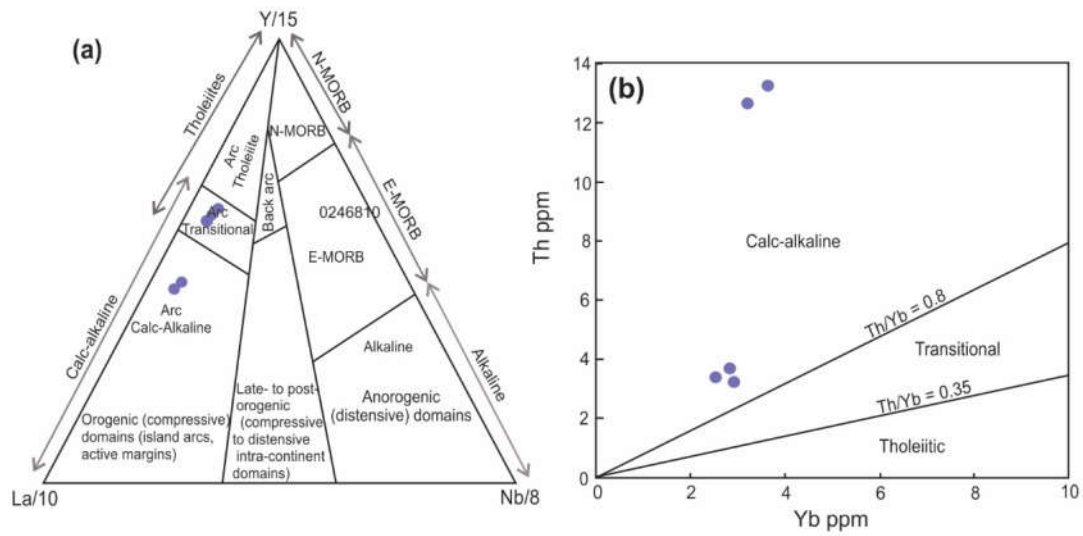 (a)
Y/15
Tholeiites
N-MORB
N-MORB
Arc
Tholeiite
Back arc
E-MORB
0246810
Arc
Transitional
E-MORB
Calc-alkaline
Arc
Calc-Alkaline
Alkaline
Alkaline
Anorogenic
(distensive) domains
Orogenic (compressive)
domains (island arcs,
active margins)
Late- to post-
orogenic
(compressive
to distensive
intra-continent
domains)
La/10
Nb/8
(b)
Th ppm
14
12
10
8
6
4
2
0
Calc-alkaline
Th/Yb = 0.8
Transitional
Th/Yb = 0.35
Tholeiitic
0
2
4
6
8
10
Yb ppm